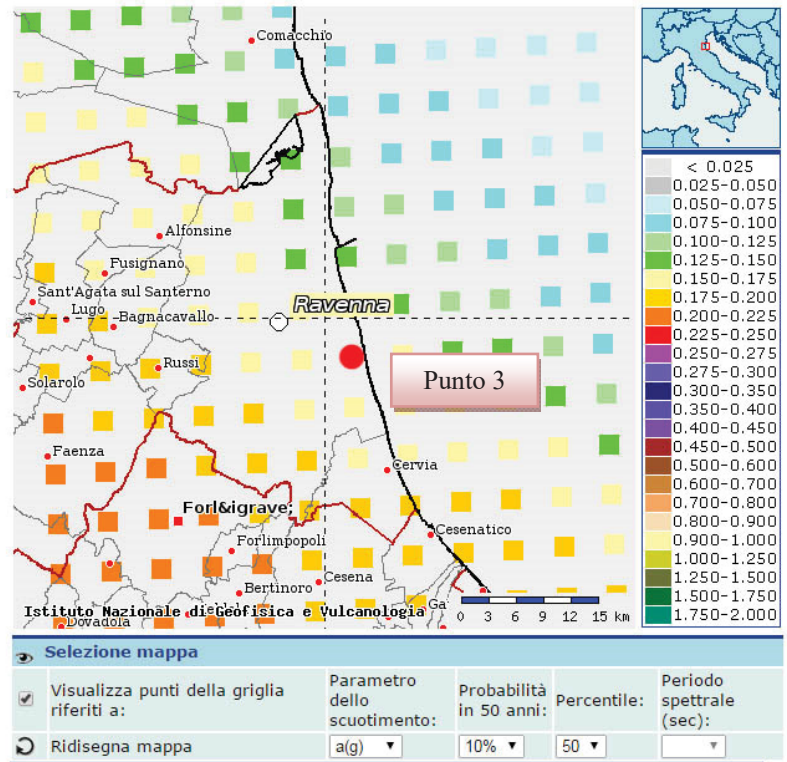 Comacchio
Alfonsine
Fusignano
Sant'Agata sul Santerno
Lugo
Bagnacavallo
Ravenna
Russi
Solarolo
Punto 3
Faenza
Cervia
Forl&igrave;
Forlimpopoli
Cesenatico
Cesena
Bertinoro
Istituto Nazionale di Geofisica e Vulcanologia
Ga
Dovadola
0 3 6 9 12 15 km
< 0.025
0.025-0.050
0.050-0.075
0.075-0.100
0.100-0.125
0.125-0.150
0.150-0.175
0.175-0.200
0.200-0.225
0.225-0.250
0.250-0.275
0.275-0.300
0.300-0.350
0.350-0.400
0.400-0.450
0.450-0.500
0.500-0.600
0.600-0.700
0.700-0.800
0.800-0.900
0.900-1.000
1.000-1.250
1.250-1.500
1.500-1.750
1.750-2.000
Selezione mappa
Visualizza punti della griglia
riferiti a:
Parametro
dello
scuotimento:
Probabilità
in 50 anni:
Percentile:
Periodo
spettrale
(sec):
Ridisegna mappa
a(g)
10%
50